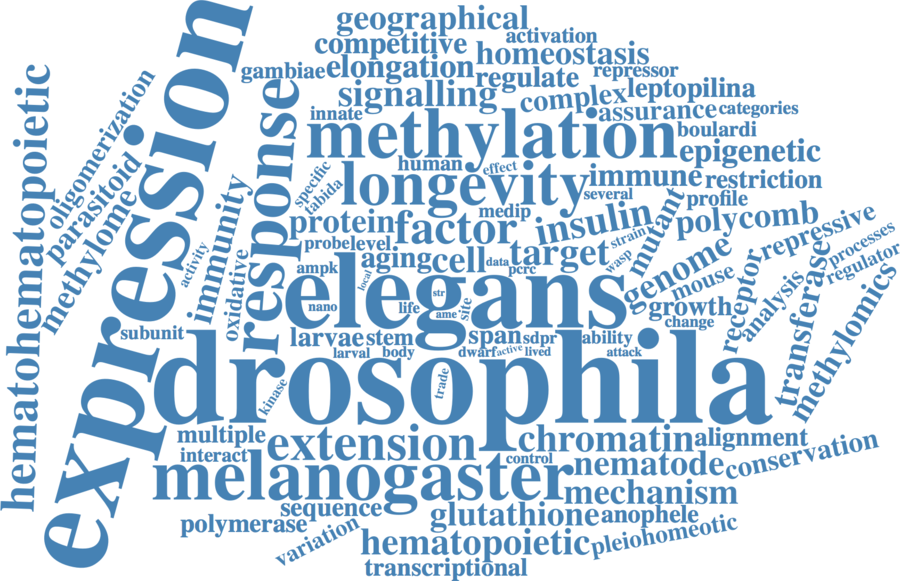 geographical
activation
competitive
homeostasis
gambiae
elongation
regulate
repressor
signalling
complex
leptopilina
innate
assurance
categories
methylation
boulardi
hematohematopoietic
oligomerization
parasitoid
methylome
expression
response
human
effect
epigenetic
specific
tabida
longevity
immune
restriction
several
profile
medip
protein
factor
insulin
mutant
polycomb
immunity
activity
oxidative
probe
level
strain
wasp
repressive
processes
regulator
aging
cell
data
pcrc
target
genome
mouse
ampk
local
elegans
str
ame
site
nano
life
growth
change
receptor
analysis
transferase
methylomics
subunit
larvae
stem
span
sdpr
ability
larval
body
dwarf
active
lived
attack
drosophila
kinase
trade
multiple
interact
extension
chromatin
alignment
control
melanogaster
nematode
conservation
mechanism
sequence
polymerase
glutathione
anophele
variation
hematopoietic
pleiohomeotic
transcriptional